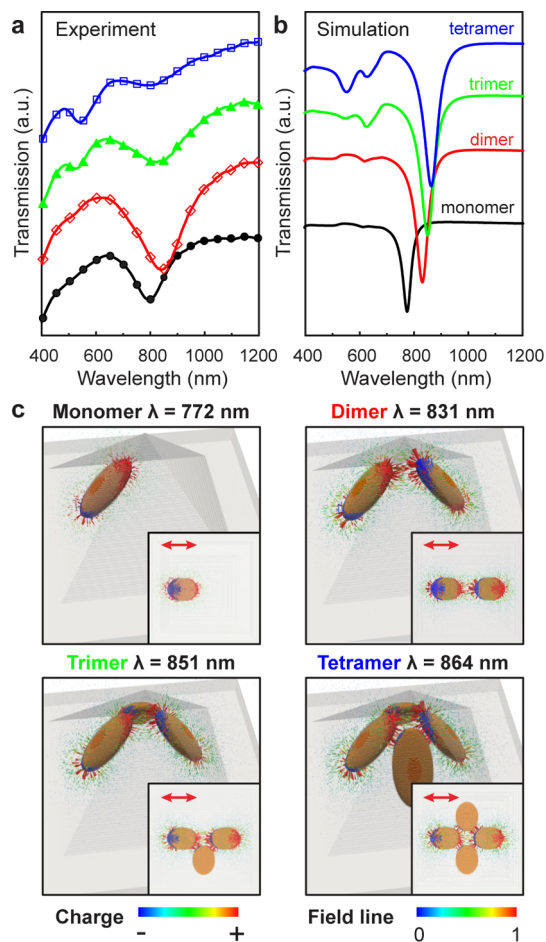 a Experiment
Transmission (a.u.)
400 600 800 1000 1200
Wavelength (nm)
b Simulation
tetramer
trimer
dimer
monomer
Transmission (a.u.)
400 600 800 1000 1200
Wavelength (nm)
c Monomer λ = 772 nm
Dimer λ = 831 nm
Trimer λ = 851 nm
Tetramer λ = 864 nm
Charge - +
Field line 0 1